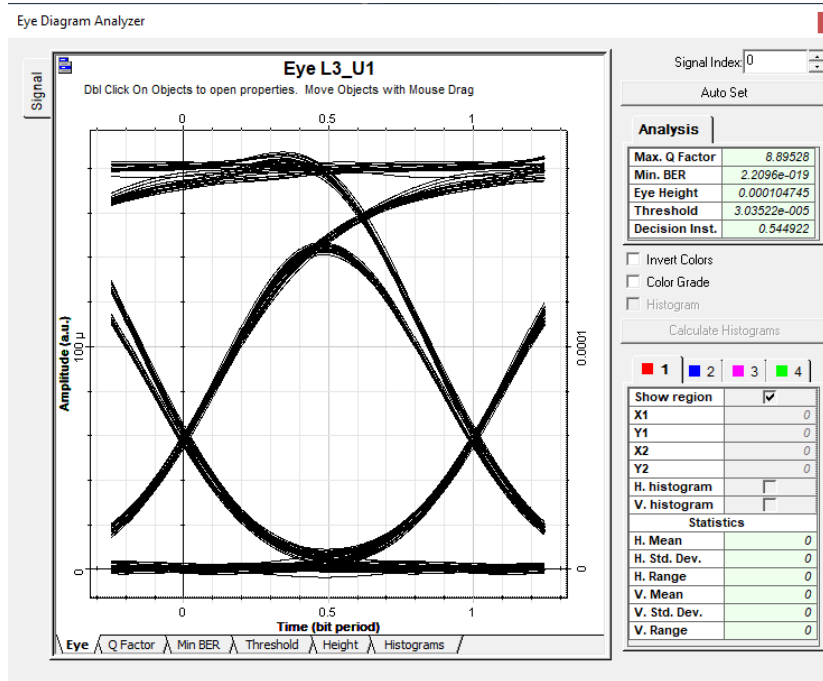 Eye Diagram Analyzer
Signal
Eye L3_U1
Dbl Click On Objects to open properties. Move Objects with Mouse Drag
0 0.5 1
Amplitude (a.u.)
100 µ
0
0.0001
0
0 0.5 1
Time (bit period)
Eye Q Factor Min BER Threshold Height Histograms
Signal Index: 0
Auto Set
Analysis
Max. Q Factor 8.89528
Min. BER 2.2096e-019
Eye Height 0.000104745
Threshold 3.03522e-005
Decision Inst. 0.544922
Invert Colors
Color Grade
Histogram
Calculate Histograms
1 2 3 4
Show region
X1 0
Y1 0
X2 0
Y2 0
H. histogram
V. histogram
Statistics
H. Mean 0
H. Std. Dev. 0
H. Range 0
V. Mean 0
V. Std. Dev. 0
V. Range 0